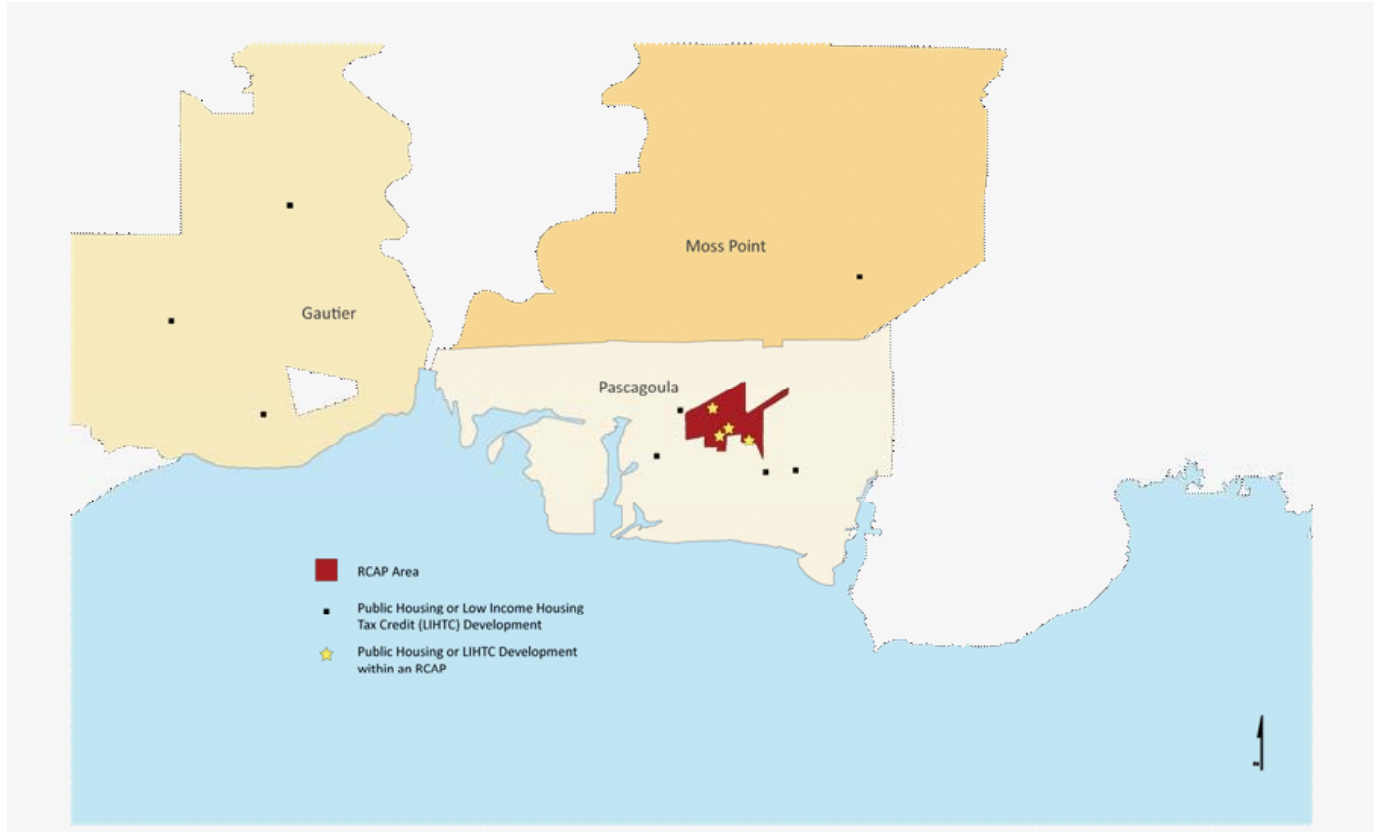 Moss Point
Gautier
Pascagoula
RCAP Area
Public Housing or Low Income Housing
Tax Credit (LIHTC) Development
Public Housing or LIHTC Development
within an RCAP
N